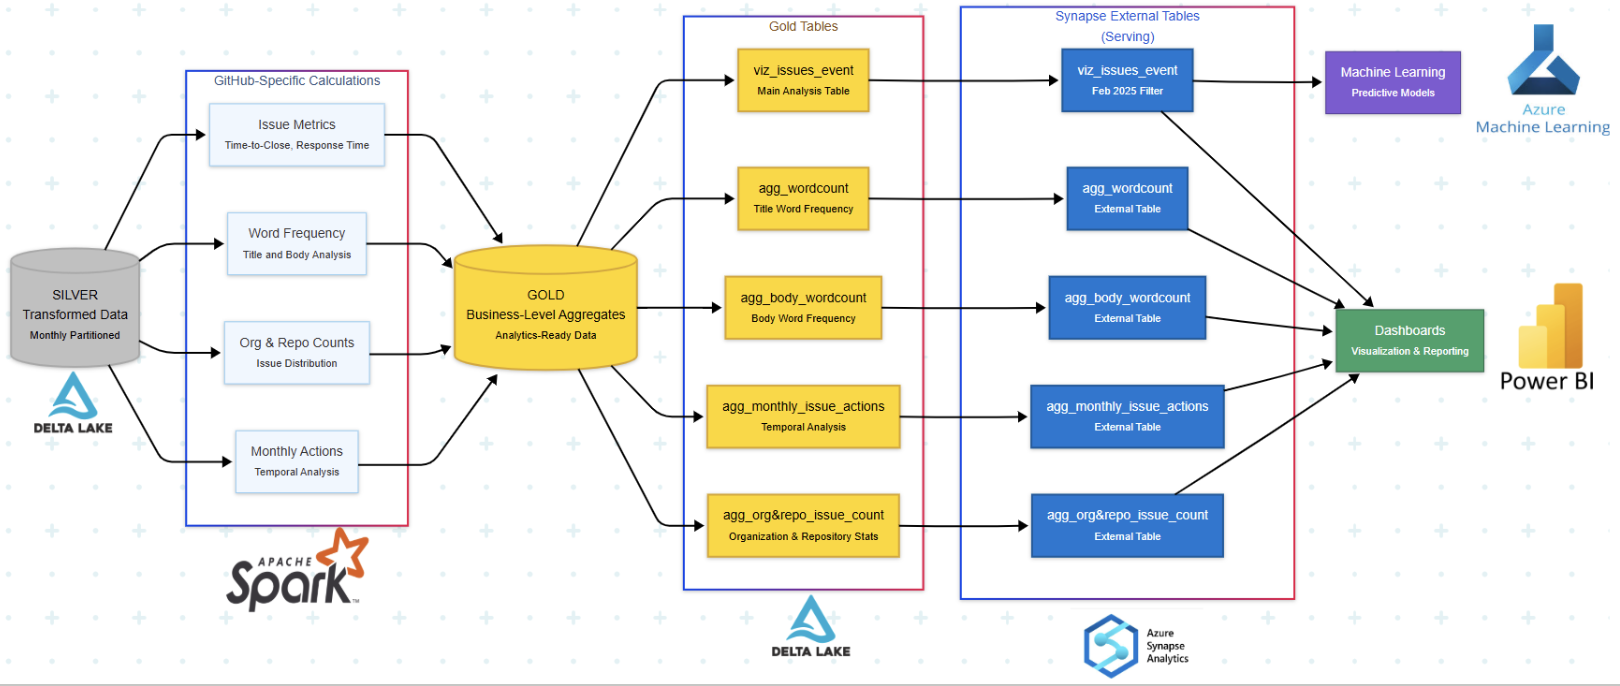 GitHub-Specific Calculations
Issue Metrics
Time-to-Close, Response Time
Word Frequency
Title and Body Analysis
Org & Repo Counts
Issue Distribution
Monthly Actions
Temporal Analysis
SILVER
Transformed Data
Monthly Partitioned
DELTA LAKE
APACHE
Spark™
GOLD
Business-Level Aggregates
Analytics-Ready Data
Gold Tables
viz_issues_event
Main Analysis Table
agg_wordcount
Title Word Frequency
agg_body_wordcount
Body Word Frequency
agg_monthly_issue_actions
Temporal Analysis
agg_org&repo_issue_count
Organization & Repository Stats
DELTA LAKE
Synapse External Tables
(Serving)
viz_issues_event
Feb 2025 Filter
agg_wordcount
External Table
agg_body_wordcount
External Table
agg_monthly_issue_actions
External Table
agg_org&repo_issue_count
External Table
Azure
Synapse
Analytics
Machine Learning
Predictive Models
Azure
Machine Learning
Dashboards
Visualization & Reporting
Power BI